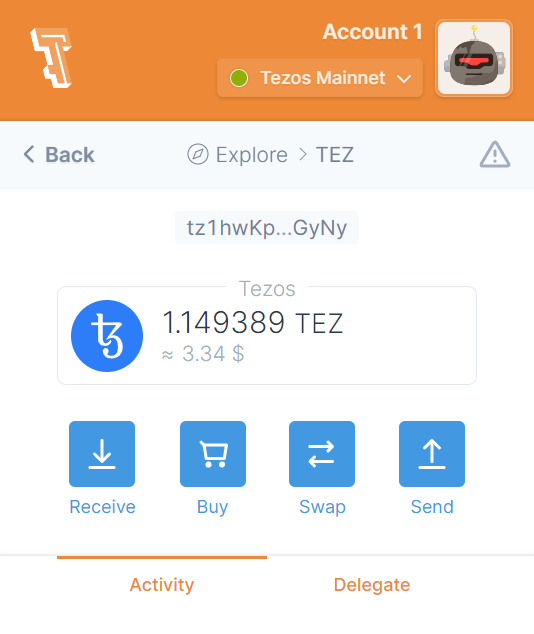 Account 1
Tezos Mainnet
Back
Explore > TEZ
tz1hwKp...GyNy
Tezos
1.149389 TEZ
≈ 3.34 $
Receive Buy Swap Send
Activity Delegate